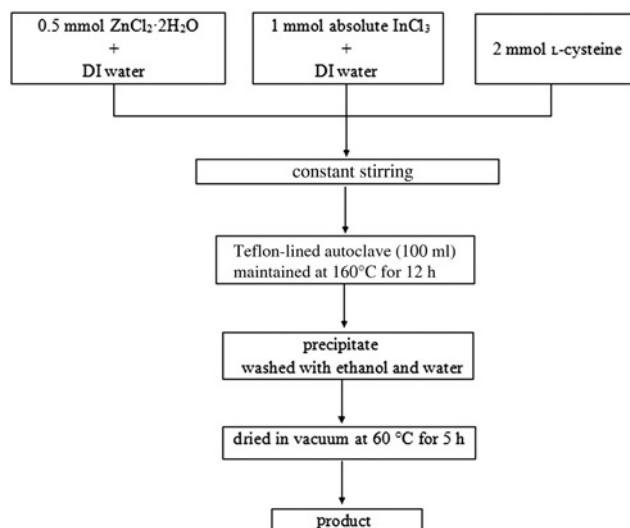 0.5 mmol ZnCl₂·2H₂O
+
DI water
1 mmol absolute InCl₃
+
DI water
2 mmol ʟ-cysteine
constant stirring
Teflon-lined autoclave (100 ml)
maintained at 160°C for 12 h
precipitate
washed with ethanol and water
dried in vacuum at 60 °C for 5 h
product